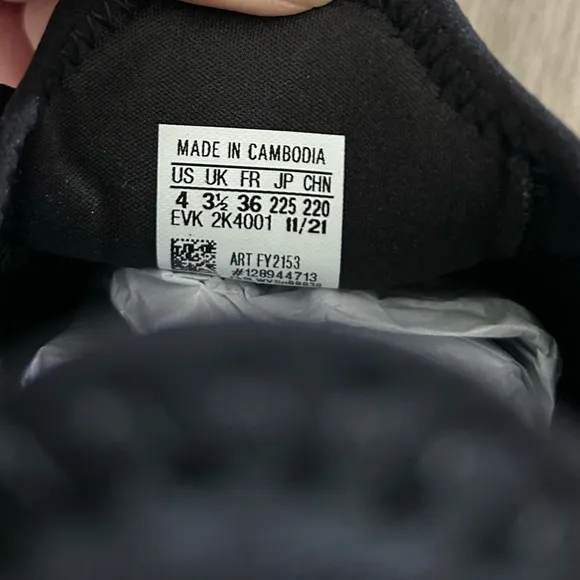 MADE IN CAMBODIA
US UK FR JP CHN
4 3½ 36 225 220
EVK 2K4001 11/21
ART FY2153
#128944713